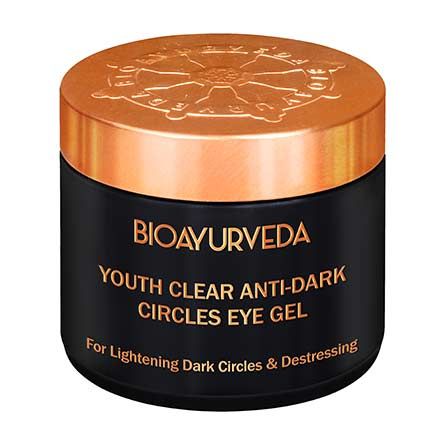 BIOAYURVEDA
YOUTH CLEAR ANTI-DARK
CIRCLES EYE GEL
For Lightening Dark Circles & Destressing